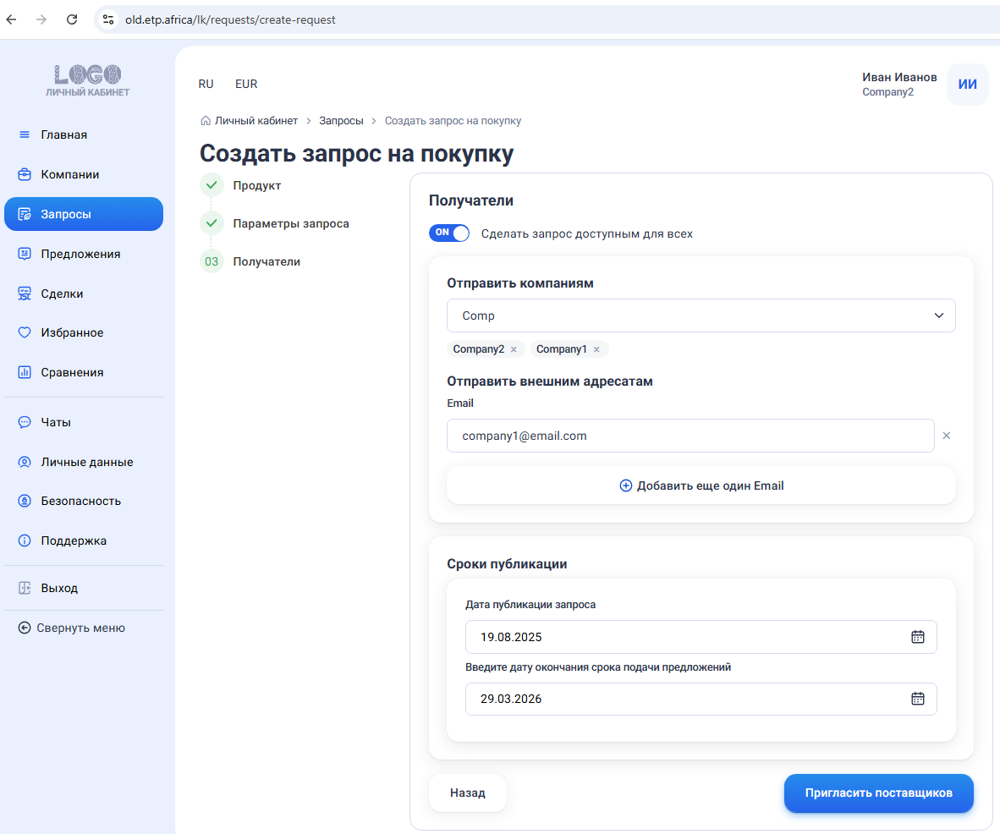 old.etp.africa/lk/requests/create-request
LOGO
ЛИЧНЫЙ КАБИНЕТ
Главная
Компании
Запросы
Предложения
Сделки
Избранное
Сравнения
Чаты
Личные данные
Безопасность
Поддержка
Выход
Свернуть меню
RU EUR
Иван Иванов
Company2
ИИ
Личный кабинет > Запросы > Создать запрос на покупку
Создать запрос на покупку
Продукт
Параметры запроса
03 Получатели
Получатели
ON Сделать запрос доступным для всех
Отправить компаниям
Comp
Company2 × Company1 ×
Отправить внешним адресатам
Email
company1@email.com
Добавить еще один Email
Сроки публикации
Дата публикации запроса
19.08.2025
Введите дату окончания срока подачи предложений
29.03.2026
Назад
Пригласить поставщиков